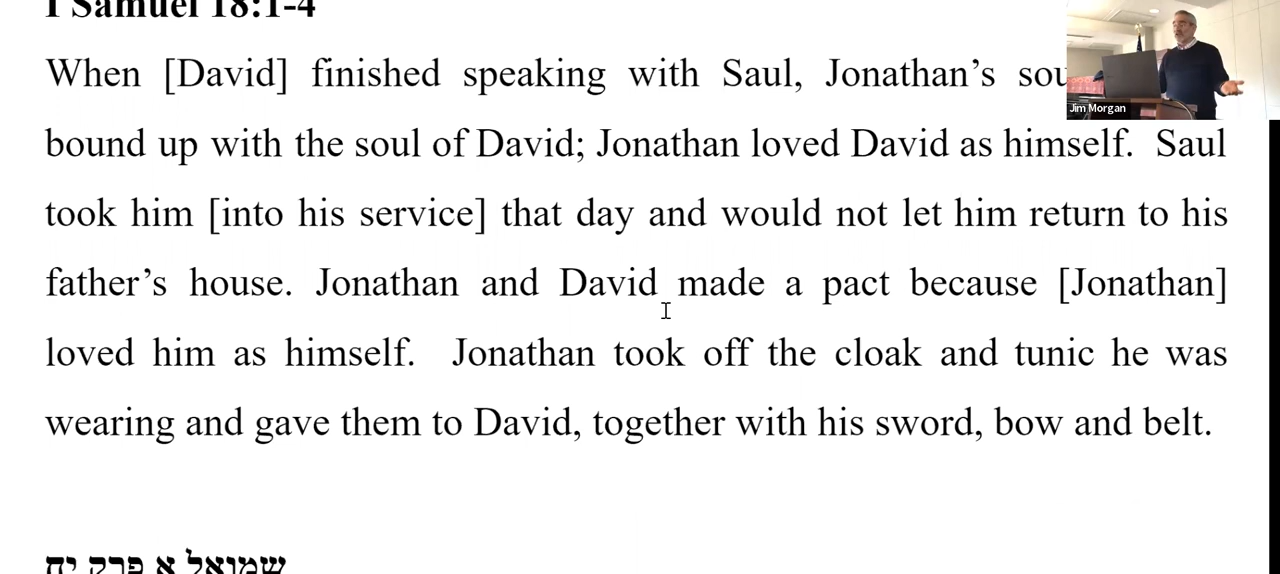 I Samuel 18:1-4
When [David] finished speaking with Saul, Jonathan’s sou
Jim Morgan
bound up with the soul of David; Jonathan loved David as himself. Saul
took him [into his service] that day and would not let him return to his
father’s house. Jonathan and David made a pact because [Jonathan]
loved him as himself. Jonathan took off the cloak and tunic he was
wearing and gave them to David, together with his sword, bow and belt.
שמואל א פרק יח